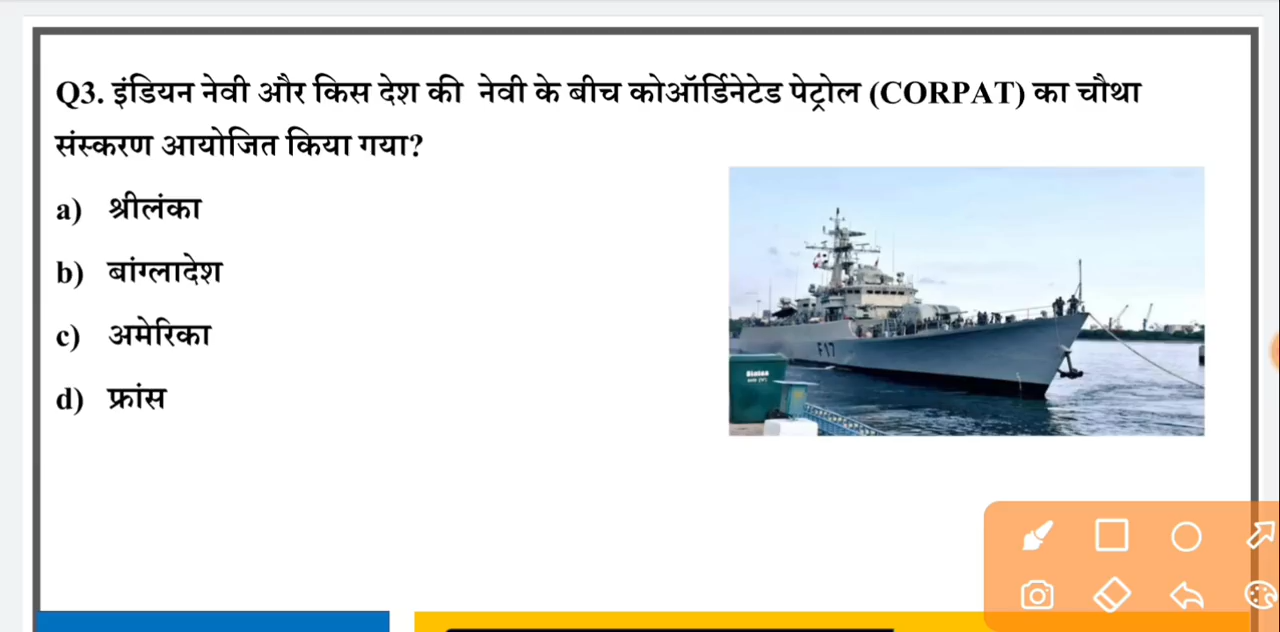 Q3. इंडियन नेवी और किस देश की नेवी के बीच कोऑर्डिनेटेड पेट्रोल (CORPAT) का चौथा
संस्करण आयोजित किया गया?
a) श्रीलंका
b) बांग्लादेश
c) अमेरिका
d) फ्रांस
F17